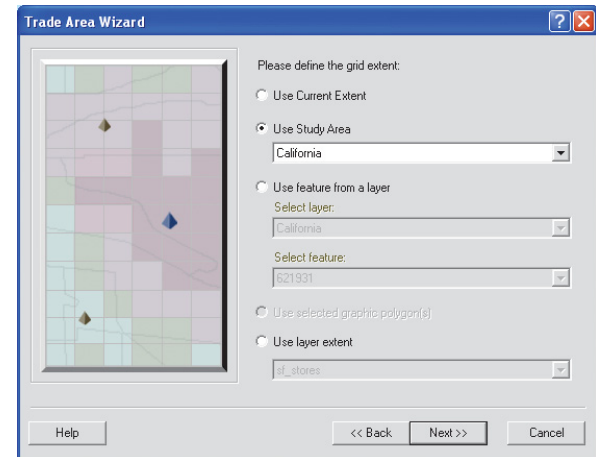 Trade Area Wizard
Please define the grid extent:
Use Current Extent
Use Study Area
California
Use feature from a layer
Select layer:
California
Select feature:
621931
Use selected graphic polygon(s)
Use layer extent
sf_stores
Help
<< Back
Next >>
Cancel